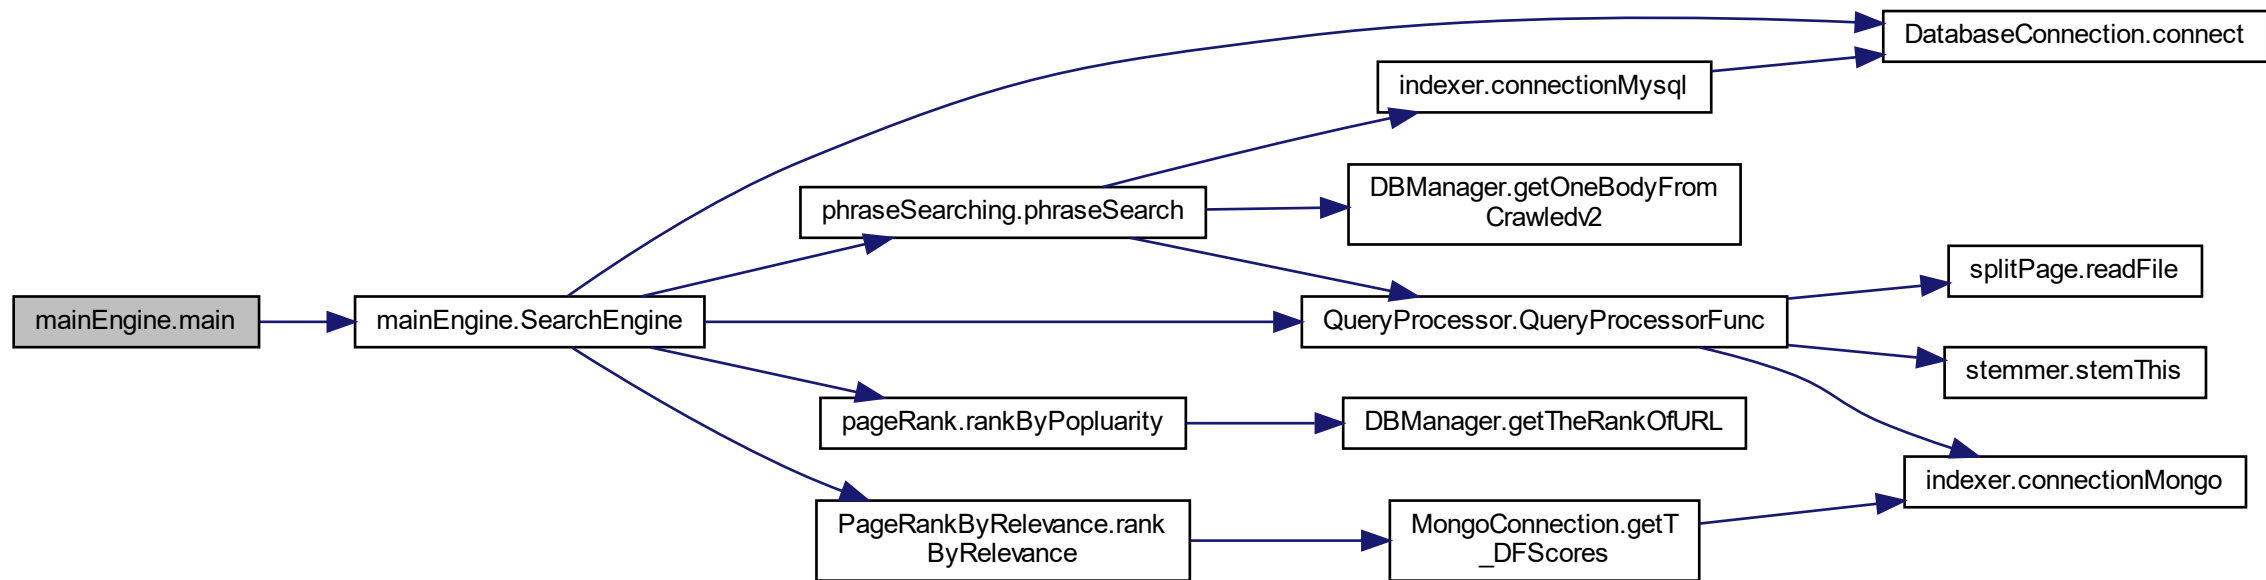 mainEngine.main
mainEngine.SearchEngine
DatabaseConnection.connect
phraseSearching.phraseSearch
indexer.connectionMysql
DBManager.getOneBodyFrom
Crawledv2
QueryProcessor.QueryProcessorFunc
splitPage.readFile
stemmer.stemThis
indexer.connectionMongo
pageRank.rankByPopluarity
DBManager.getTheRankOfURL
PageRankByRelevance.rank
ByRelevance
MongoConnection.getT
_DFScores